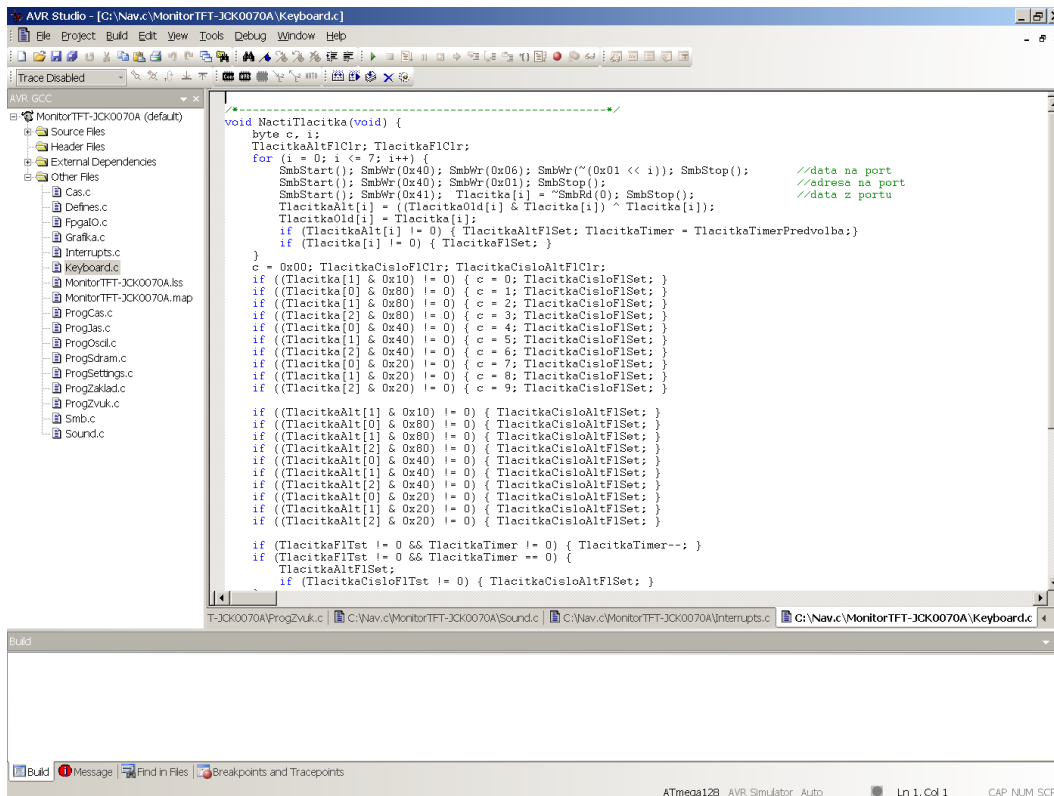 AVR Studio - [C:\Nav.c\MonitorTFT-JCK0070A\Keyboard.c]
File Project Build Edit View Tools Debug Window Help
Trace Disabled
AVR GCC
MonitorTFT-JCK0070A (default)
Source Files
Header Files
External Dependencies
Other Files
Cas.c
Defines.c
FpgaIO.c
Grafika.c
Interrupts.c
Keyboard.c
MonitorTFT-JCK0070A.lss
MonitorTFT-JCK0070A.map
ProgCas.c
ProgJas.c
ProgOscil.c
ProgSdram.c
ProgSettings.c
ProgZaklad.c
ProgZvuk.c
Smb.c
Sound.c
/*------------------------------------------------------*/
void NactiTlacitka(void) {
    byte c, i;
    TlacitkaAltFlClr; TlacitkaFlClr;
    for (i = 0; i <= 7; i++) {
        SmbStart(); SmbWr(0x40); SmbWr(0x06); SmbWr(~(0x01 << i)); SmbStop();       //data na port
        SmbStart(); SmbWr(0x40); SmbWr(0x01); SmbStop();                            //adresa na port
        SmbStart(); SmbWr(0x41);  Tlacitka[i] = ~SmbRd(0); SmbStop();               //data z portu
        TlacitkaAlt[i] = ((TlacitkaOld[i] & Tlacitka[i]) ^ Tlacitka[i]);
        TlacitkaOld[i] = Tlacitka[i];
        if (TlacitkaAlt[i] != 0) { TlacitkaAltFlSet; TlacitkaTimer = TlacitkaTimerPredvolba;}
        if (Tlacitka[i] != 0) { TlacitkaFlSet; }
    }
    c = 0x00; TlacitkaCisloFlClr; TlacitkaCisloAltFlClr;
    if ((Tlacitka[1] & 0x10) != 0) { c = 0; TlacitkaCisloFlSet; }
    if ((Tlacitka[0] & 0x80) != 0) { c = 1; TlacitkaCisloFlSet; }
    if ((Tlacitka[1] & 0x80) != 0) { c = 2; TlacitkaCisloFlSet; }
    if ((Tlacitka[2] & 0x80) != 0) { c = 3; TlacitkaCisloFlSet; }
    if ((Tlacitka[0] & 0x40) != 0) { c = 4; TlacitkaCisloFlSet; }
    if ((Tlacitka[1] & 0x40) != 0) { c = 5; TlacitkaCisloFlSet; }
    if ((Tlacitka[2] & 0x40) != 0) { c = 6; TlacitkaCisloFlSet; }
    if ((Tlacitka[0] & 0x20) != 0) { c = 7; TlacitkaCisloFlSet; }
    if ((Tlacitka[1] & 0x20) != 0) { c = 8; TlacitkaCisloFlSet; }
    if ((Tlacitka[2] & 0x20) != 0) { c = 9; TlacitkaCisloFlSet; }
    if ((TlacitkaAlt[1] & 0x10) != 0) { TlacitkaCisloAltFlSet; }
    if ((TlacitkaAlt[0] & 0x80) != 0) { TlacitkaCisloAltFlSet; }
    if ((TlacitkaAlt[1] & 0x80) != 0) { TlacitkaCisloAltFlSet; }
    if ((TlacitkaAlt[2] & 0x80) != 0) { TlacitkaCisloAltFlSet; }
    if ((TlacitkaAlt[0] & 0x40) != 0) { TlacitkaCisloAltFlSet; }
    if ((TlacitkaAlt[1] & 0x40) != 0) { TlacitkaCisloAltFlSet; }
    if ((TlacitkaAlt[2] & 0x40) != 0) { TlacitkaCisloAltFlSet; }
    if ((TlacitkaAlt[0] & 0x20) != 0) { TlacitkaCisloAltFlSet; }
    if ((TlacitkaAlt[1] & 0x20) != 0) { TlacitkaCisloAltFlSet; }
    if ((TlacitkaAlt[2] & 0x20) != 0) { TlacitkaCisloAltFlSet; }
    if (TlacitkaFlTst != 0 && TlacitkaTimer != 0) { TlacitkaTimer--; }
    if (TlacitkaFlTst != 0 && TlacitkaTimer == 0) {
        TlacitkaAltFlSet;
        if (TlacitkaCisloFlTst != 0) { TlacitkaCisloAltFlSet; }
T-JCK0070A\ProgZvuk.c C:\Nav.c\MonitorTFT-JCK0070A\Sound.c C:\Nav.c\MonitorTFT-JCK0070A\Interrupts.c C:\Nav.c\MonitorTFT-JCK0070A\Keyboard.c
Build
Build Message Find in Files Breakpoints and Tracepoints
ATmega128 AVR Simulator Auto Ln 1, Col 1 CAP NUM SCR